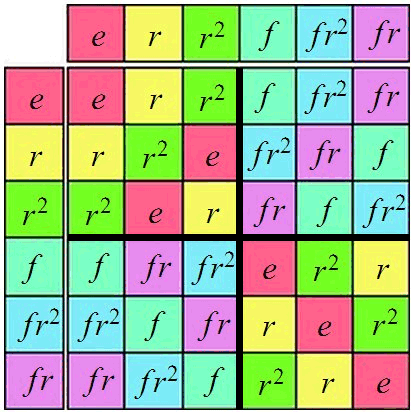 e r r² f fr² fr
e e r r² f fr² fr
r r r² e fr² fr f
r² r² e r fr f fr²
f f fr fr² e r² r
fr² fr² f fr r e r²
fr fr fr² f r² r e